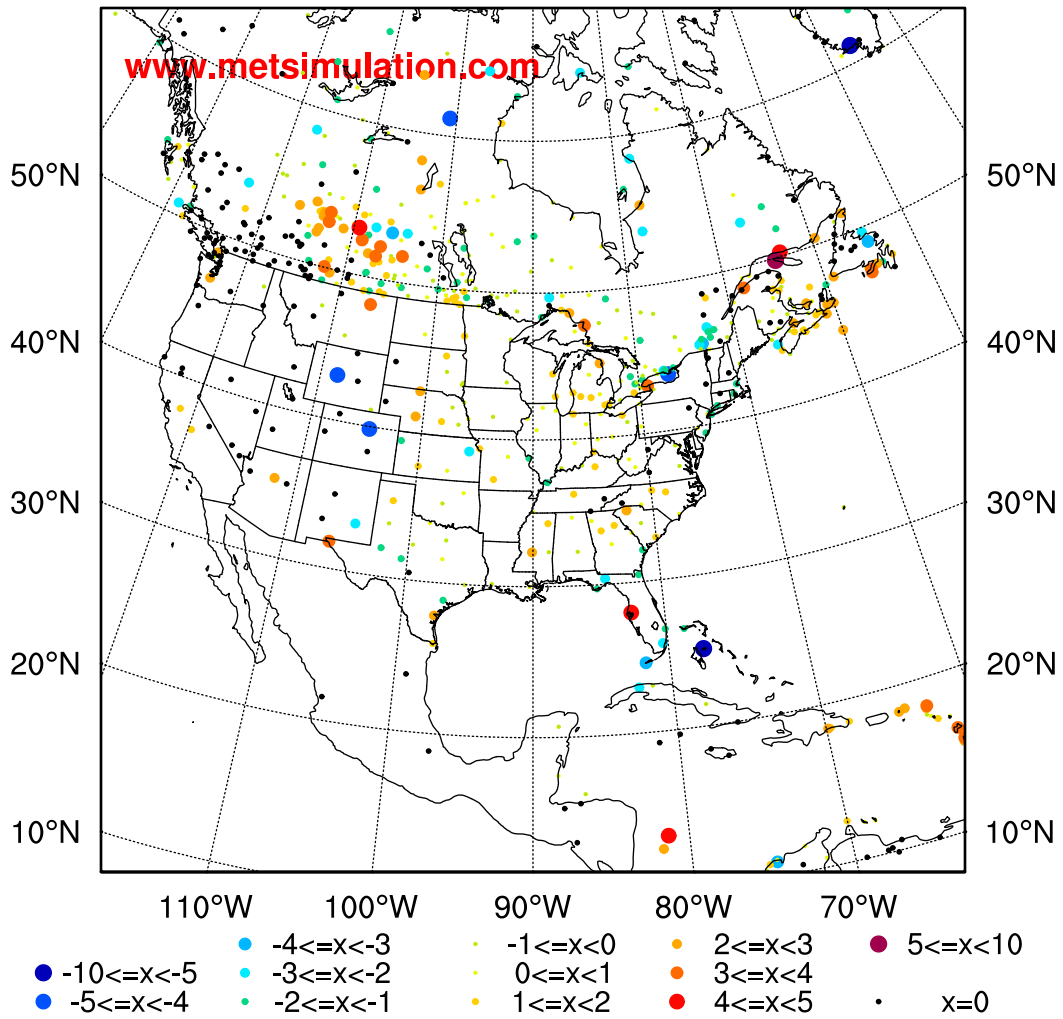 www.metsimulation.com
50°N 50°N
40°N 40°N
30°N 30°N
20°N 20°N
10°N 10°N
110°W 100°W 90°W 80°W 70°W
-4<=x<-3 -1<=x<0 2<=x<3 5<=x<10
-10<=x<-5 -3<=x<-2 0<=x<1 3<=x<4
-5<=x<-4 -2<=x<-1 1<=x<2 4<=x<5 x=0